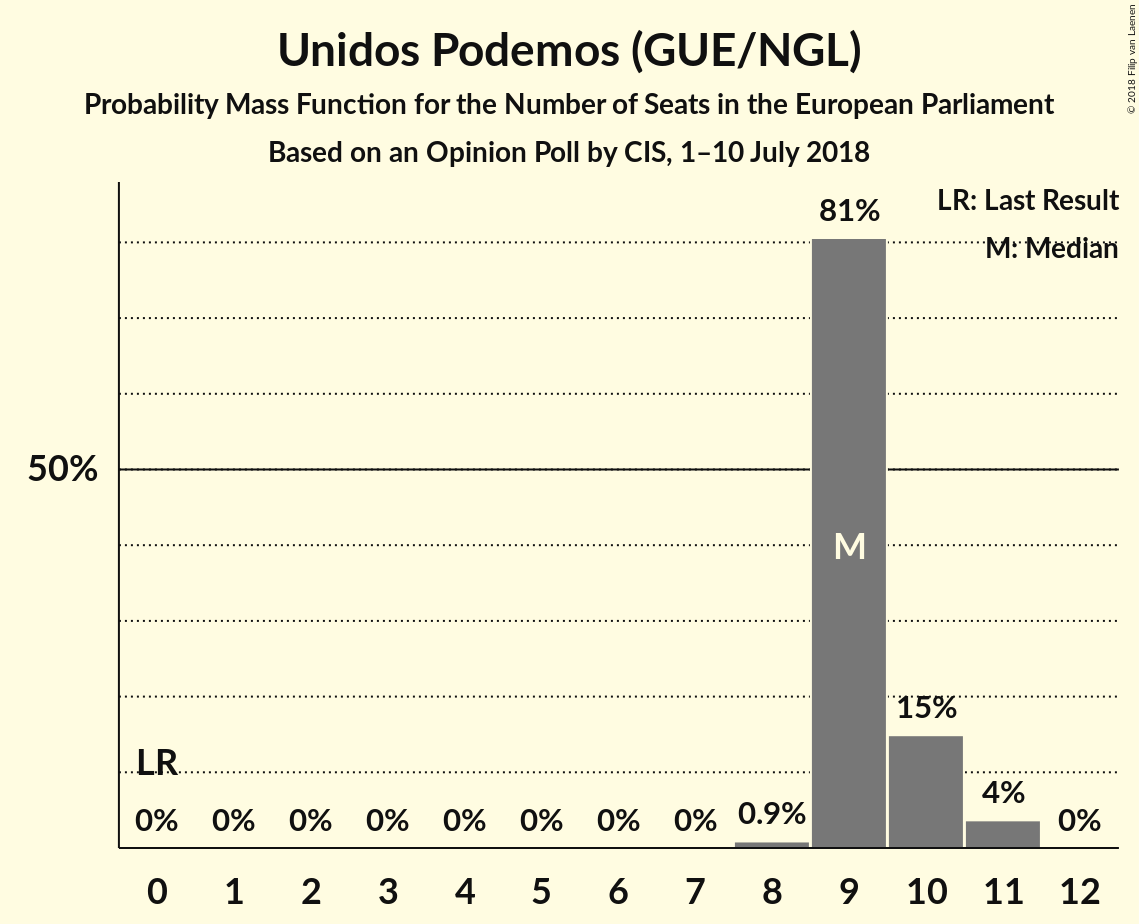 Unidos Podemos (GUE/NGL)
Probability Mass Function for the Number of Seats in the European Parliament
Based on an Opinion Poll by CIS, 1–10 July 2018
© 2018 Filip van Laenen
LR: Last Result
M: Median
81%
50%
M
15%
LR
4%
0% 0% 0% 0% 0% 0% 0% 0% 0.9% 0%
0 1 2 3 4 5 6 7 8 9 10 11 12